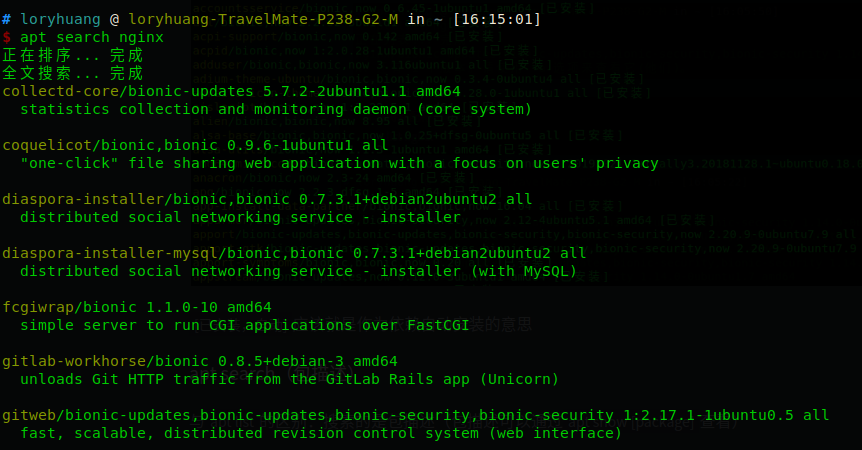 # loryhuang @ loryhuang-TravelMate-P238-G2-M in ~ [16:15:01]
$ apt search nginx
正在排序... 完成
全文搜索... 完成
collectd-core/bionic-updates 5.7.2-2ubuntu1.1 amd64
statistics collection and monitoring daemon (core system)
coquelicot/bionic,bionic 0.9.6-1ubuntu1 all
"one-click" file sharing web application with a focus on users' privacy
diaspora-installer/bionic,bionic 0.7.3.1+debian2ubuntu2 all
distributed social networking service - installer
diaspora-installer-mysql/bionic,bionic 0.7.3.1+debian2ubuntu2 all
distributed social networking service - installer (with MySQL)
fcgiwrap/bionic 1.1.0-10 amd64
simple server to run CGI applications over FastCGI
gitlab-workhorse/bionic 0.8.5+debian-3 amd64
unloads Git HTTP traffic from the GitLab Rails app (Unicorn)
gitweb/bionic-updates,bionic-updates,bionic-security,bionic-security 1:2.17.1-1ubuntu0.5 all
fast, scalable, distributed revision control system (web interface)